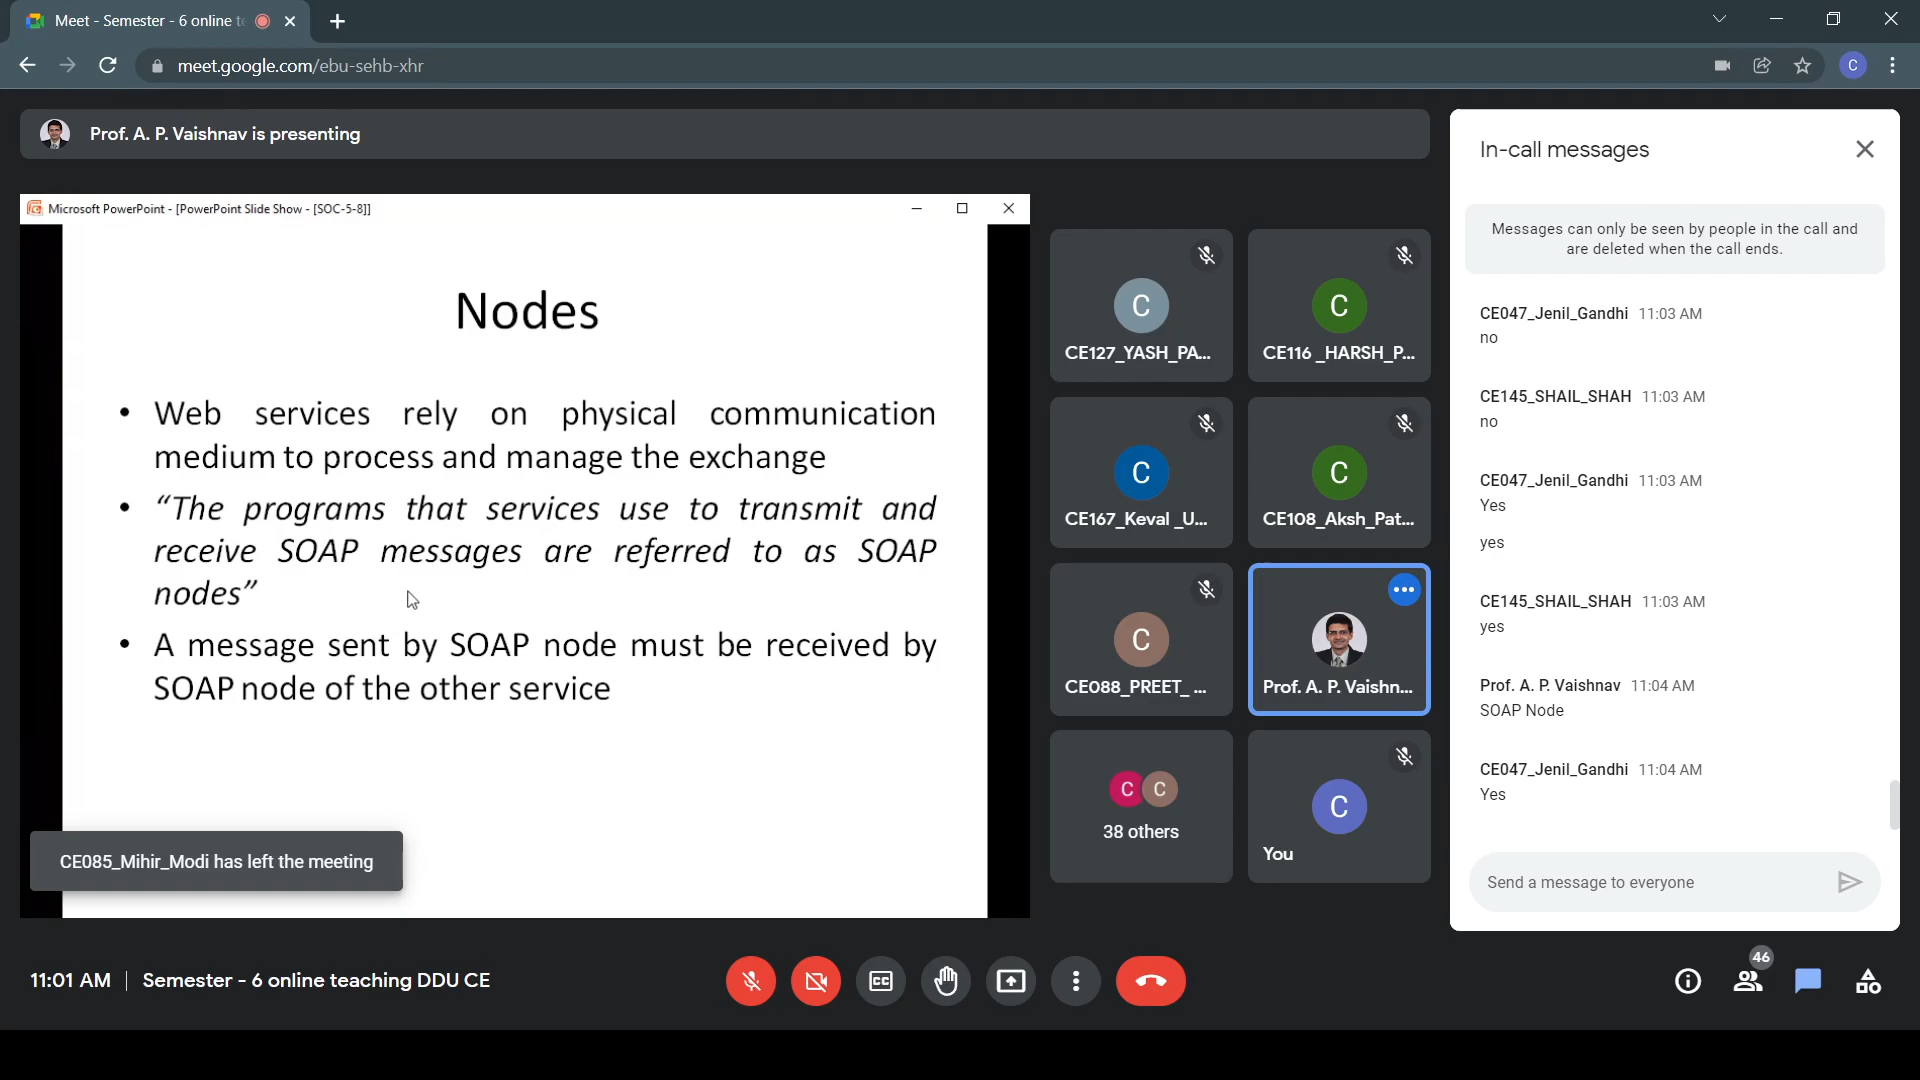 Meet - Semester - 6 online te
meet.google.com/ebu-sehb-xhr
C
Prof. A. P. Vaishnav is presenting
Microsoft PowerPoint - [PowerPoint Slide Show - [SOC-5-8]]
Nodes
• Web services rely on physical communication
medium to process and manage the exchange
• “The programs that services use to transmit and
receive SOAP messages are referred to as SOAP
nodes”
• A message sent by SOAP node must be received by
SOAP node of the other service
CE085_Mihir_Modi has left the meeting
C
CE127_YASH_PA...
C
CE116 _HARSH_P...
C
CE167_Keval _U...
C
CE108_Aksh_Pat...
C
CE088_PREET_ ...
Prof. A. P. Vaishn...
C C
38 others
C
You
In-call messages
Messages can only be seen by people in the call and
are deleted when the call ends.
CE047_Jenil_Gandhi 11:03 AM
no
CE145_SHAIL_SHAH 11:03 AM
no
CE047_Jenil_Gandhi 11:03 AM
Yes
yes
CE145_SHAIL_SHAH 11:03 AM
yes
Prof. A. P. Vaishnav 11:04 AM
SOAP Node
CE047_Jenil_Gandhi 11:04 AM
Yes
Send a message to everyone
11:01 AM | Semester - 6 online teaching DDU CE
CC
46